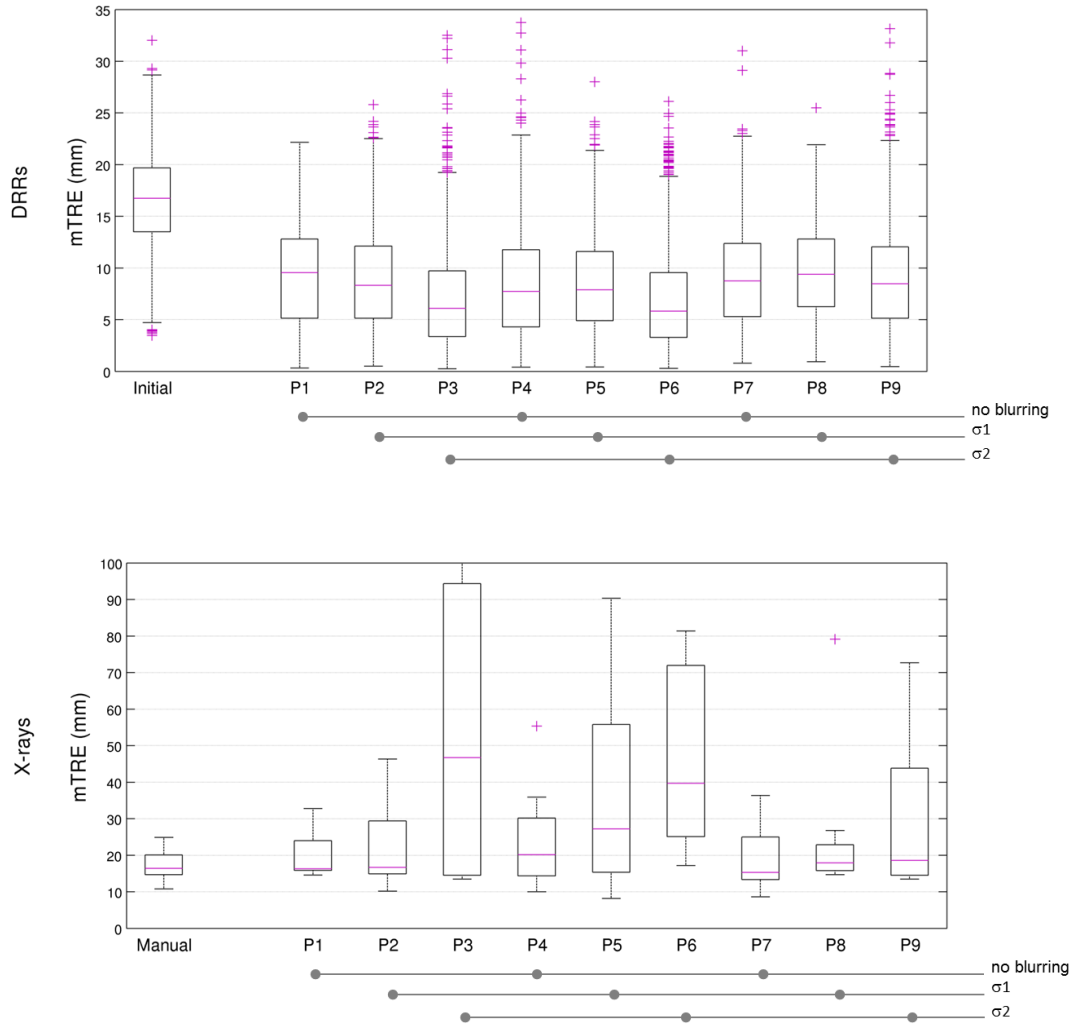 DRRs
mTRE (mm)
35
30
25
20
15
10
5
0
Initial P1 P2 P3 P4 P5 P6 P7 P8 P9
no blurring
σ1
σ2
X-rays
mTRE (mm)
100
90
80
70
60
50
40
30
20
10
0
Manual P1 P2 P3 P4 P5 P6 P7 P8 P9
no blurring
σ1
σ2